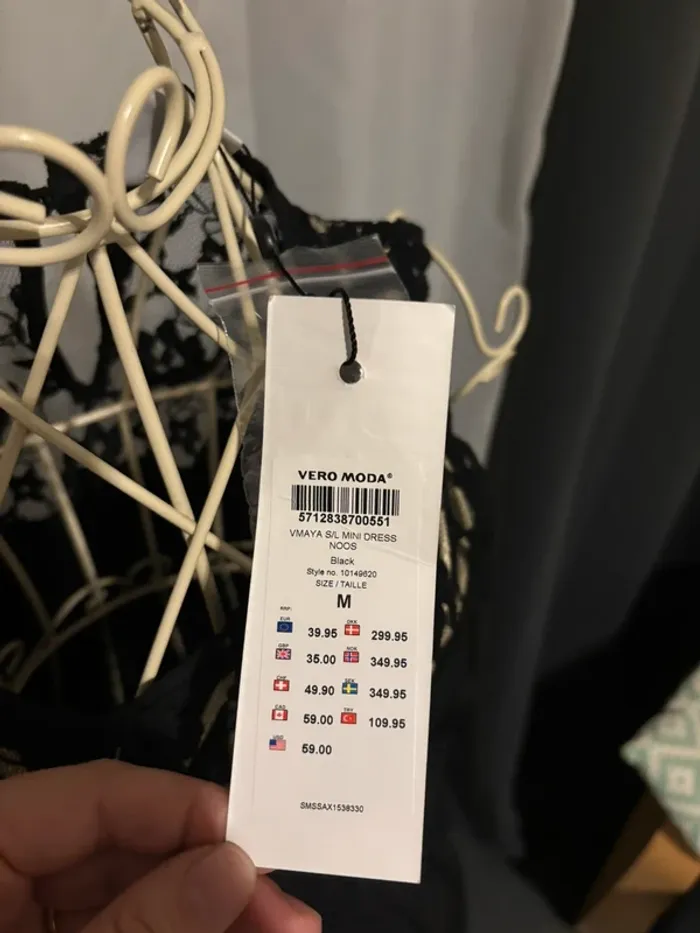 VERO MODA®
5712838700551
VMAYA S/L MINI DRESS
NOOS
Black
Style no. 10149620
SIZE / TAILLE
M
RRP:
EUR 39.95 DKK 299.95
GBP 35.00 NOK 349.95
CHF 49.90 SEK 349.95
CAD 59.00 TRY 109.95
USD 59.00
SMSSAX1538330